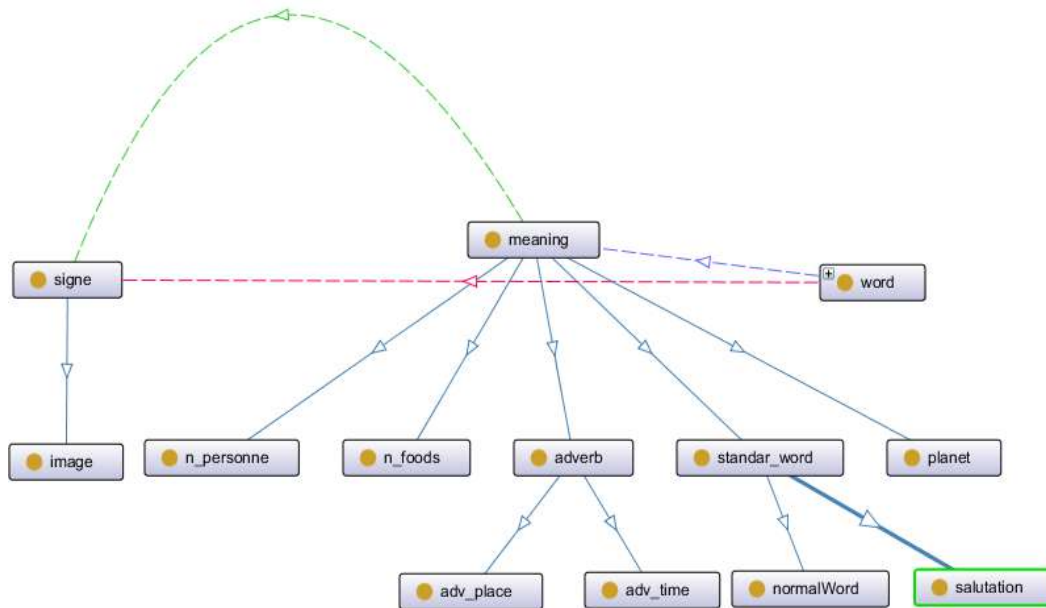 meaning
signe
word
image
n_personne
n_foods
adverb
standar_word
planet
adv_place
adv_time
normalWord
salutation